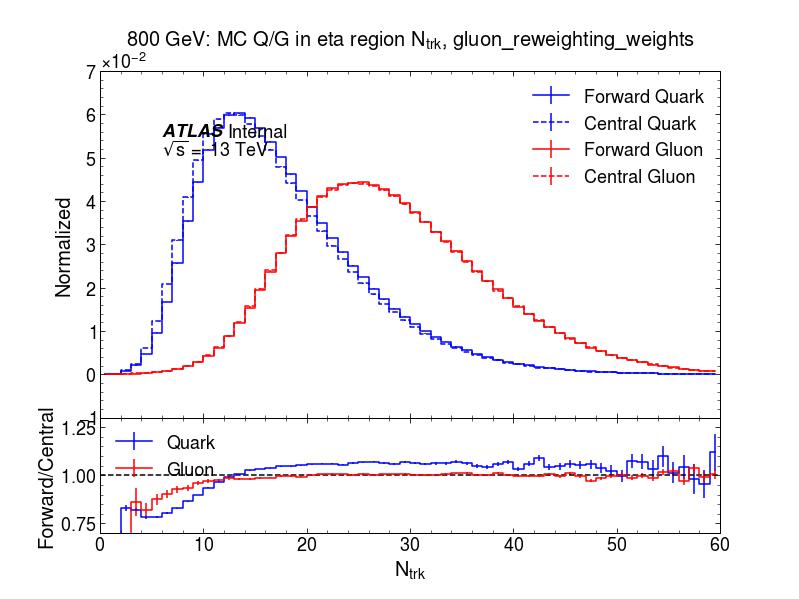 800 GeV: MC Q/G in eta region Ntrk, gluon_reweighting_weights
×10−2
7
6
5
4
3
2
1
0
−1
Normalized
ATLAS Internal
√s = 13 TeV
Forward Quark
Central Quark
Forward Gluon
Central Gluon
1.25
1.00
0.75
Forward/Central
Quark
Gluon
0 10 20 30 40 50 60
Ntrk